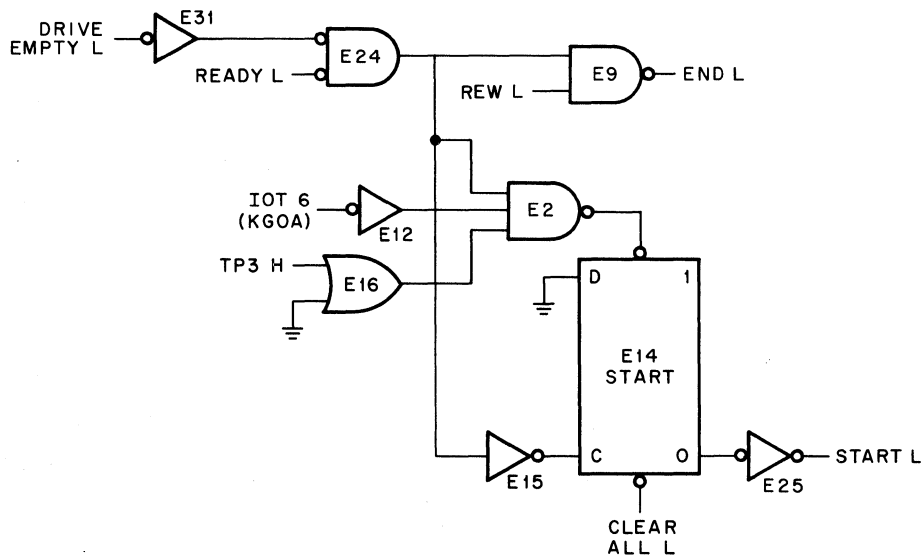 E31
DRIVE
EMPTY L
E24
READY L
E9
END L
REW L
IOT 6
(KGOA)
E12
E2
TP3 H
E16
D
1
E14
START
C
O
E15
E25
START L
CLEAR
ALL L